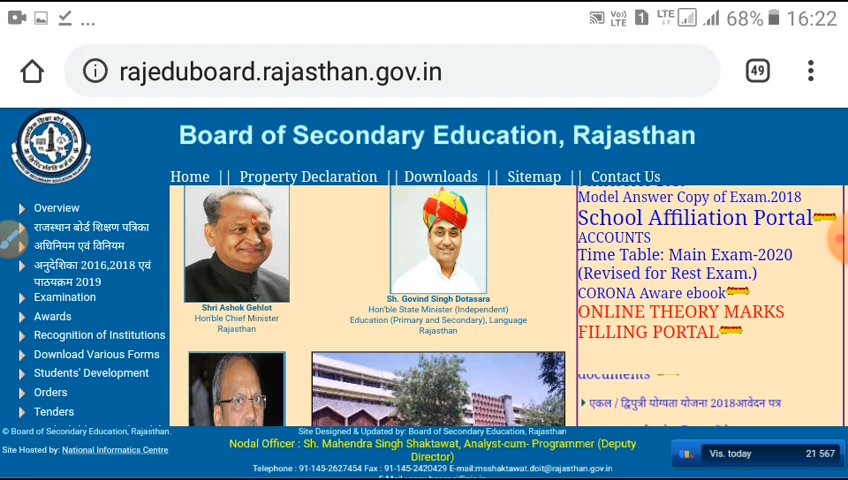 ...
Vo)) LTE
1
LTE
68%
16:22
rajeduboard.rajasthan.gov.in
49
Board of Secondary Education, Rajasthan
Home || Property Declaration || Downloads || Sitemap || Contact Us
Overview
राजस्थान बोर्ड शिक्षण पत्रिका
अधिनियम एवं विनियम
अनुदेशिका 2016,2018 एवं
पाठयक्रम 2019
Examination
Awards
Recognition of Institutions
Download Various Forms
Students' Development
Orders
Tenders
Shri Ashok Gehlot
Hon'ble Chief Minister
Rajasthan
Sh. Govind Singh Dotasara
Hon'ble State Minister (Independent)
Education (Primary and Secondary), Language
Rajasthan
Model Answer Copy of Exam.2018
School Affiliation Portal
ACCOUNTS
Time Table: Main Exam-2020
(Revised for Rest Exam.)
CORONA Aware ebook
ONLINE THEORY MARKS
FILLING PORTAL
documents
एकल / द्विपुत्री योग्यता योजना 2018आवेदन पत्र
© Board of Secondary Education, Rajasthan.
Site Hosted by: National Informatics Centre
Site Designed & Updated by: Board of Secondary Education, Rajasthan
Nodal Officer : Sh. Mahendra Singh Shaktawat, Analyst-cum- Programmer (Deputy
Director)
Telephone : 91-145-2627454 Fax : 91-145-2420429 E-mail:msshaktawat.doit@rajasthan.gov.in
Vis. today 21 567